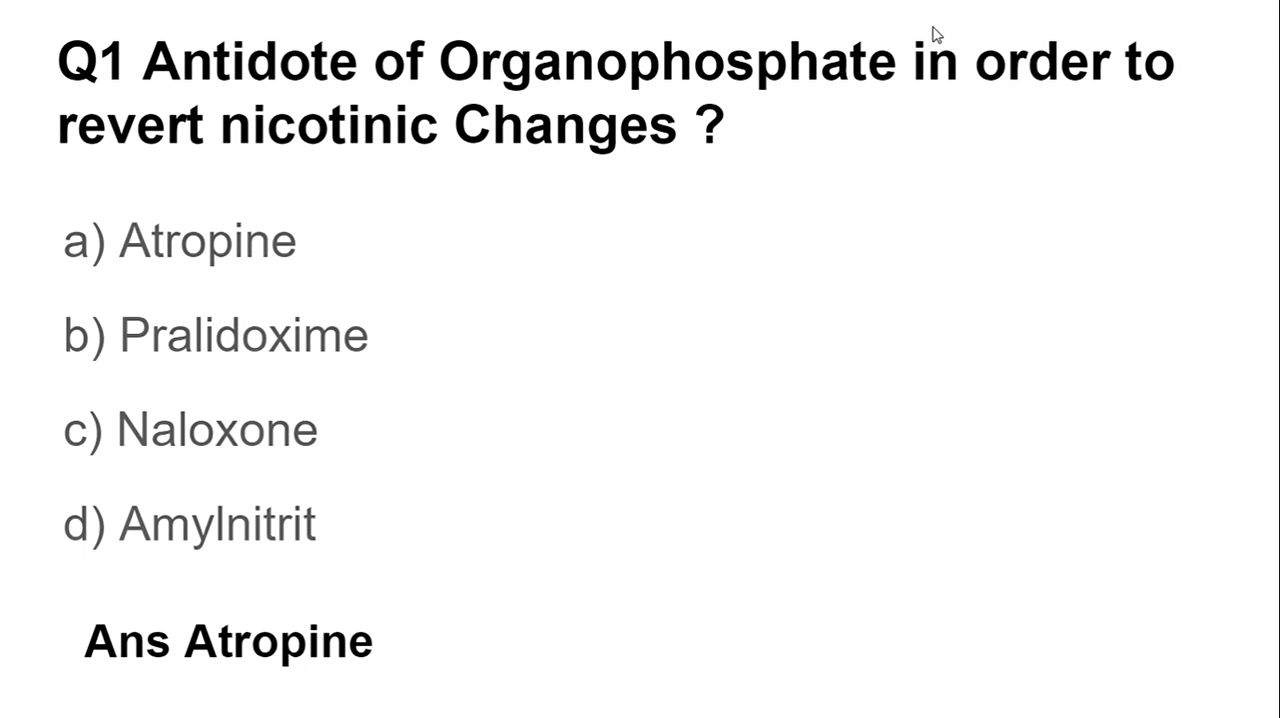 Q1 Antidote of Organophosphate in order to
revert nicotinic Changes ?
a) Atropine
b) Pralidoxime
c) Naloxone
d) Amylnitrit
Ans Atropine